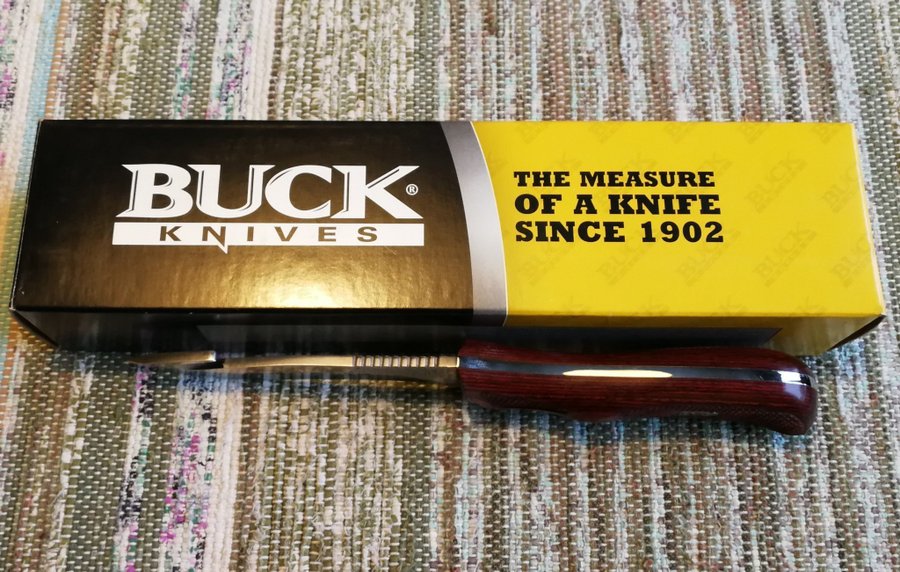 BUCK®
KNIVES
THE MEASURE
OF A KNIFE
SINCE 1902